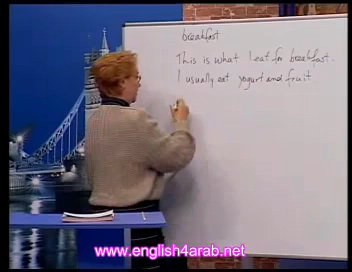 breakfast
This is what I eat for breakfast.
I usually eat yogurt and fruit
www.english4arab.net